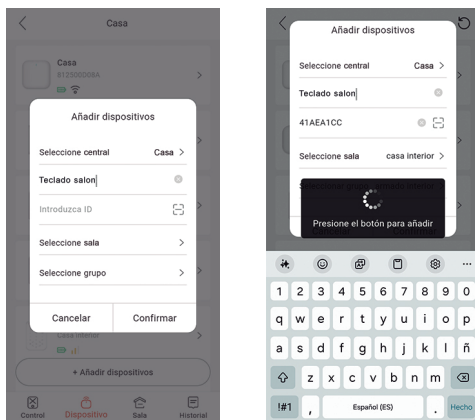 Casa
Casa
813500008A
Añadir dispositivos
Seleccione central Casa >
Teclado salon
Introduzca ID
Seleccione sala >
Seleccione grupo >
Cancelar Confirmar
Casa interior
+ Añadir dispositivos
Control Dispositivo Sala Historial
Añadir dispositivos
Seleccione central Casa >
Teclado salon
41AEA1CC
Seleccione sala casa interior >
Presione el botón para añadir
1 2 3 4 5 6 7 8 9 0
q w e r t y u i o p
a s d f g h j k l ñ
z x c v b n m
!#1 , Español (ES) . Hecho